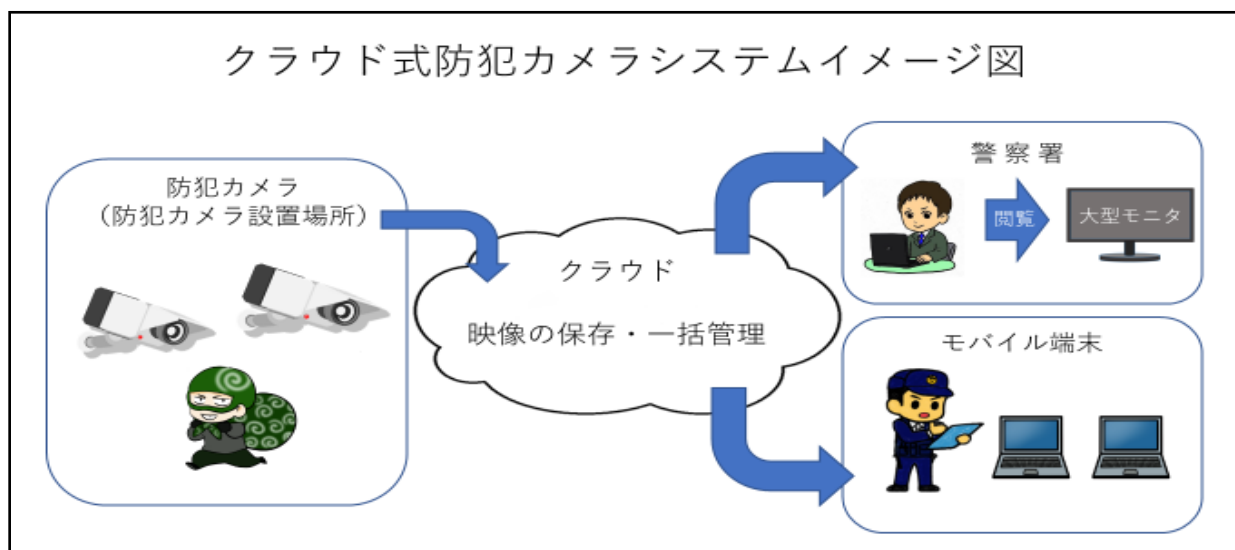 クラウド式防犯カメラシステムイメージ図
防犯カメラ
（防犯カメラ設置場所）
クラウド
映像の保存・一括管理
警察署
閲覧
大型モニタ
モバイル端末